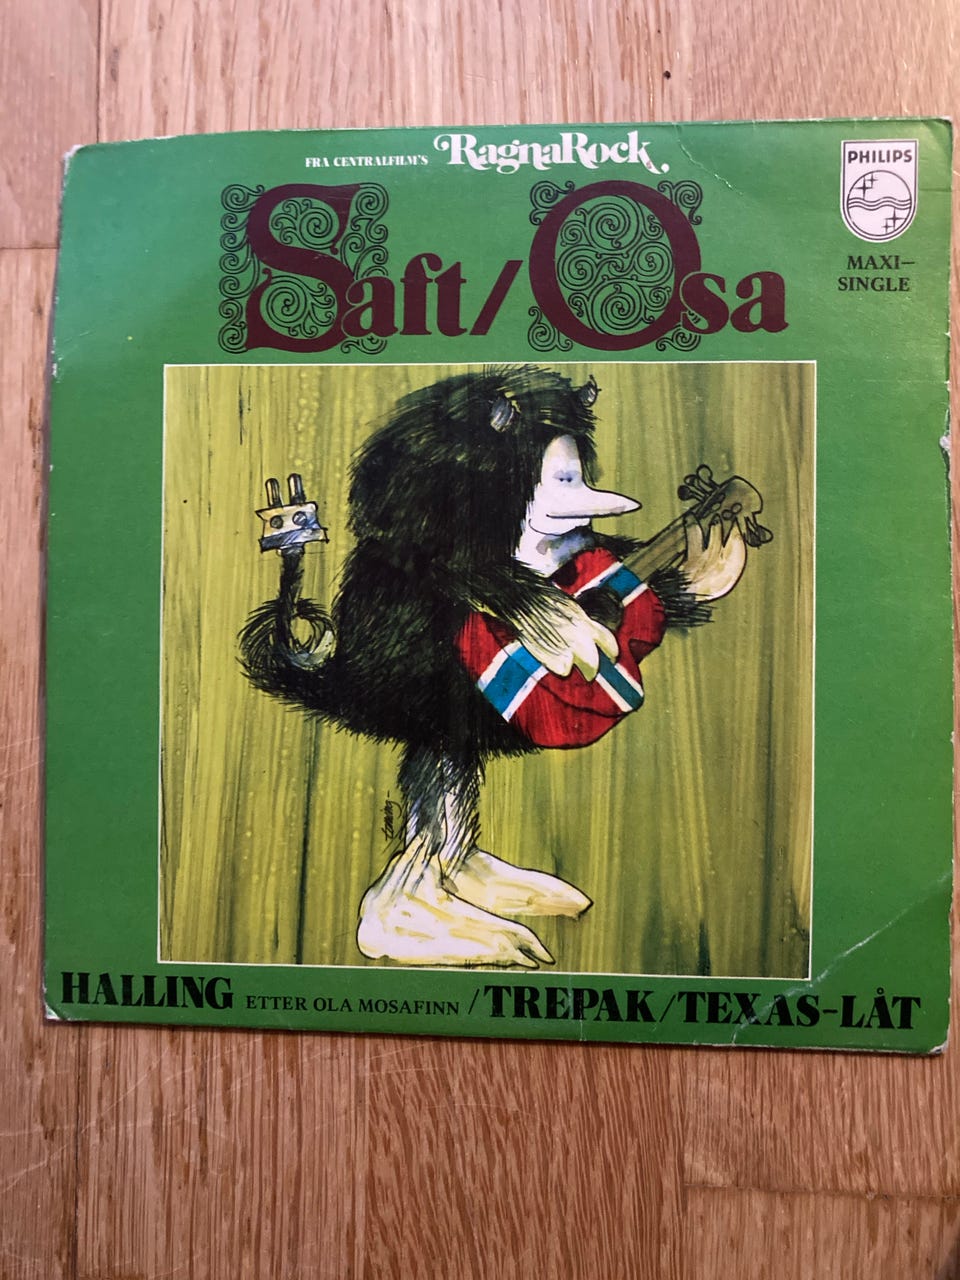 FRA CENTRALFILM'S RagnaRock
Saft/Osa
PHILIPS
MAXI–
SINGLE
HALLING ETTER OLA MOSAFINN/TREPAK/TEXAS-LÅT